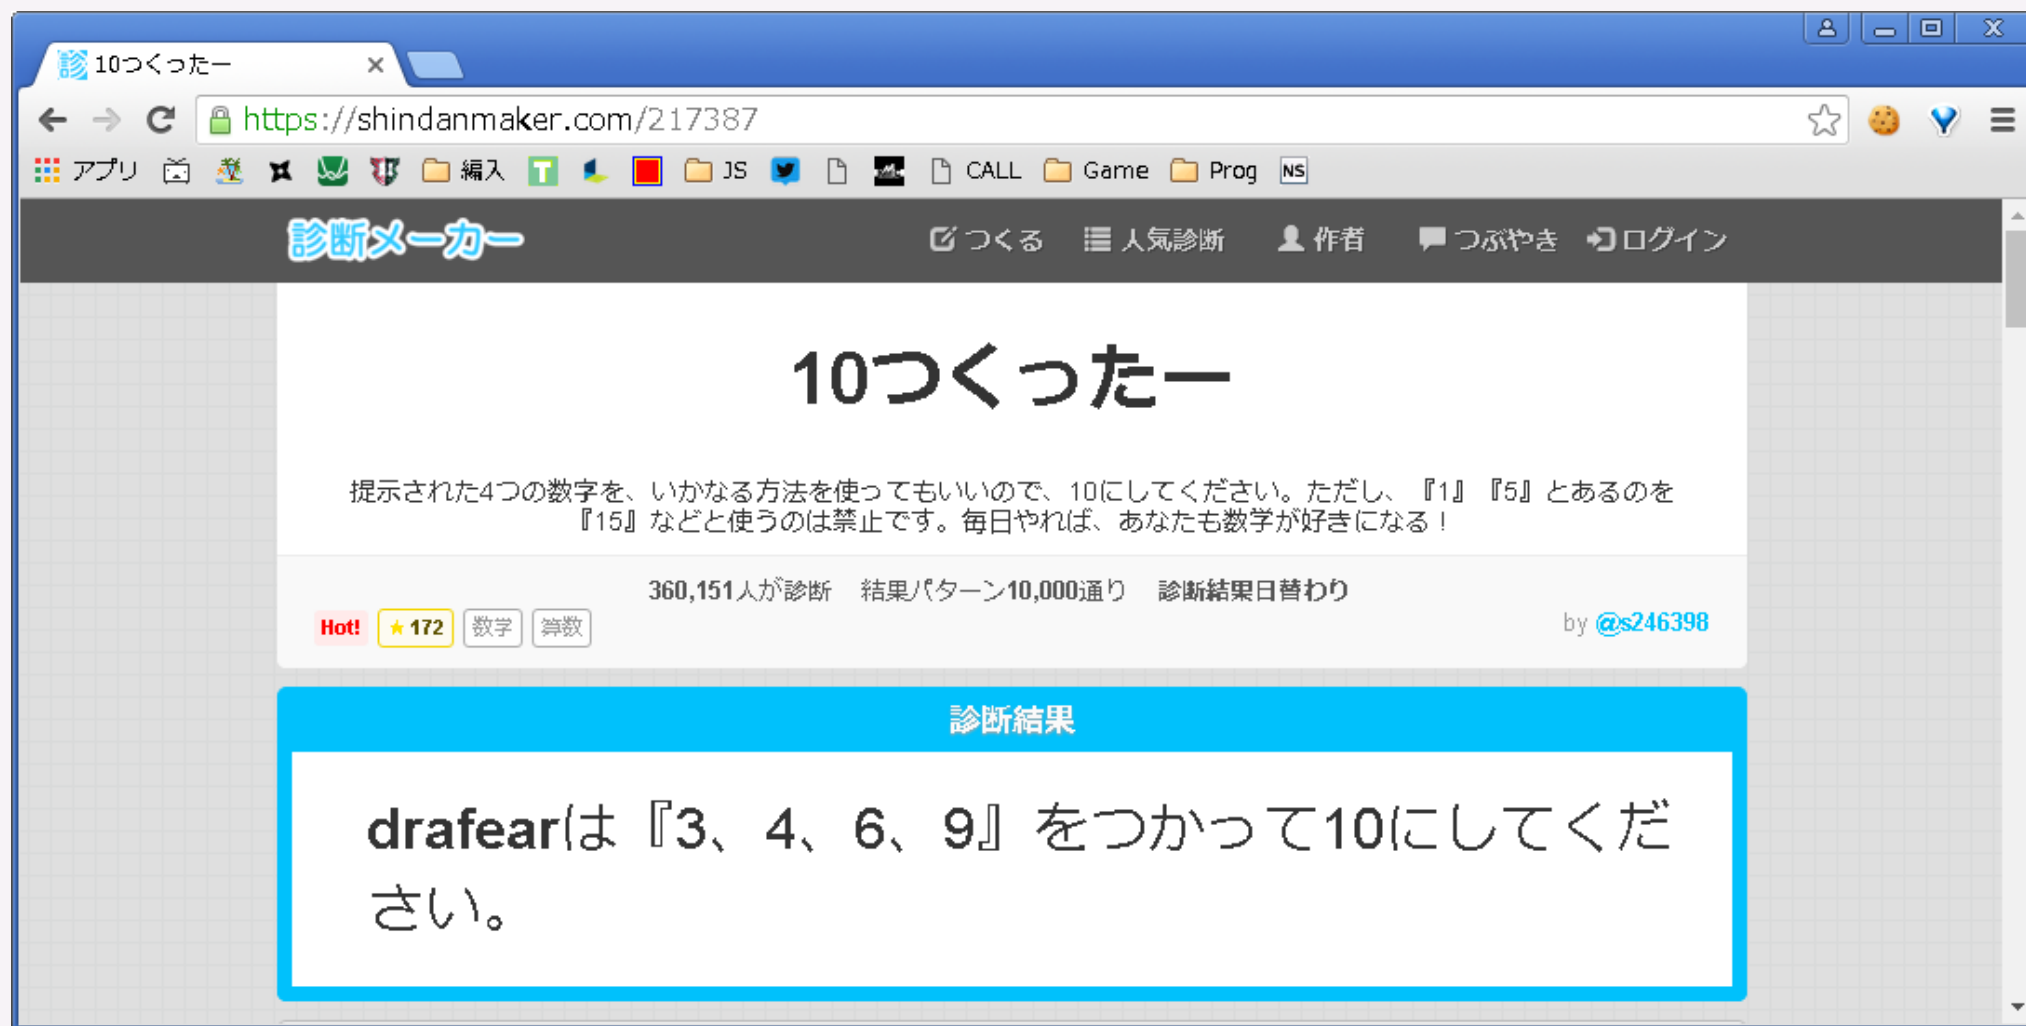 10つくったー
https://shindanmaker.com/217387
アプリ 編入 T JS CALL Game Prog NS
診断メーカー つくる 人気診断 作者 つぶやき ログイン
10つくったー
提示された4つの数字を、いかなる方法を使ってもいいので、10にしてください。ただし、『1』『5』とあるのを
『15』などと使うのは禁止です。毎日やれば、あなたも数学が好きになる！
360,151人が診断 結果パターン10,000通り 診断結果日替わり
Hot! ★172 数学 算数 by @s246398
診断結果
drafearは『3、4、6、9』をつかって10にしてくだ
さい。